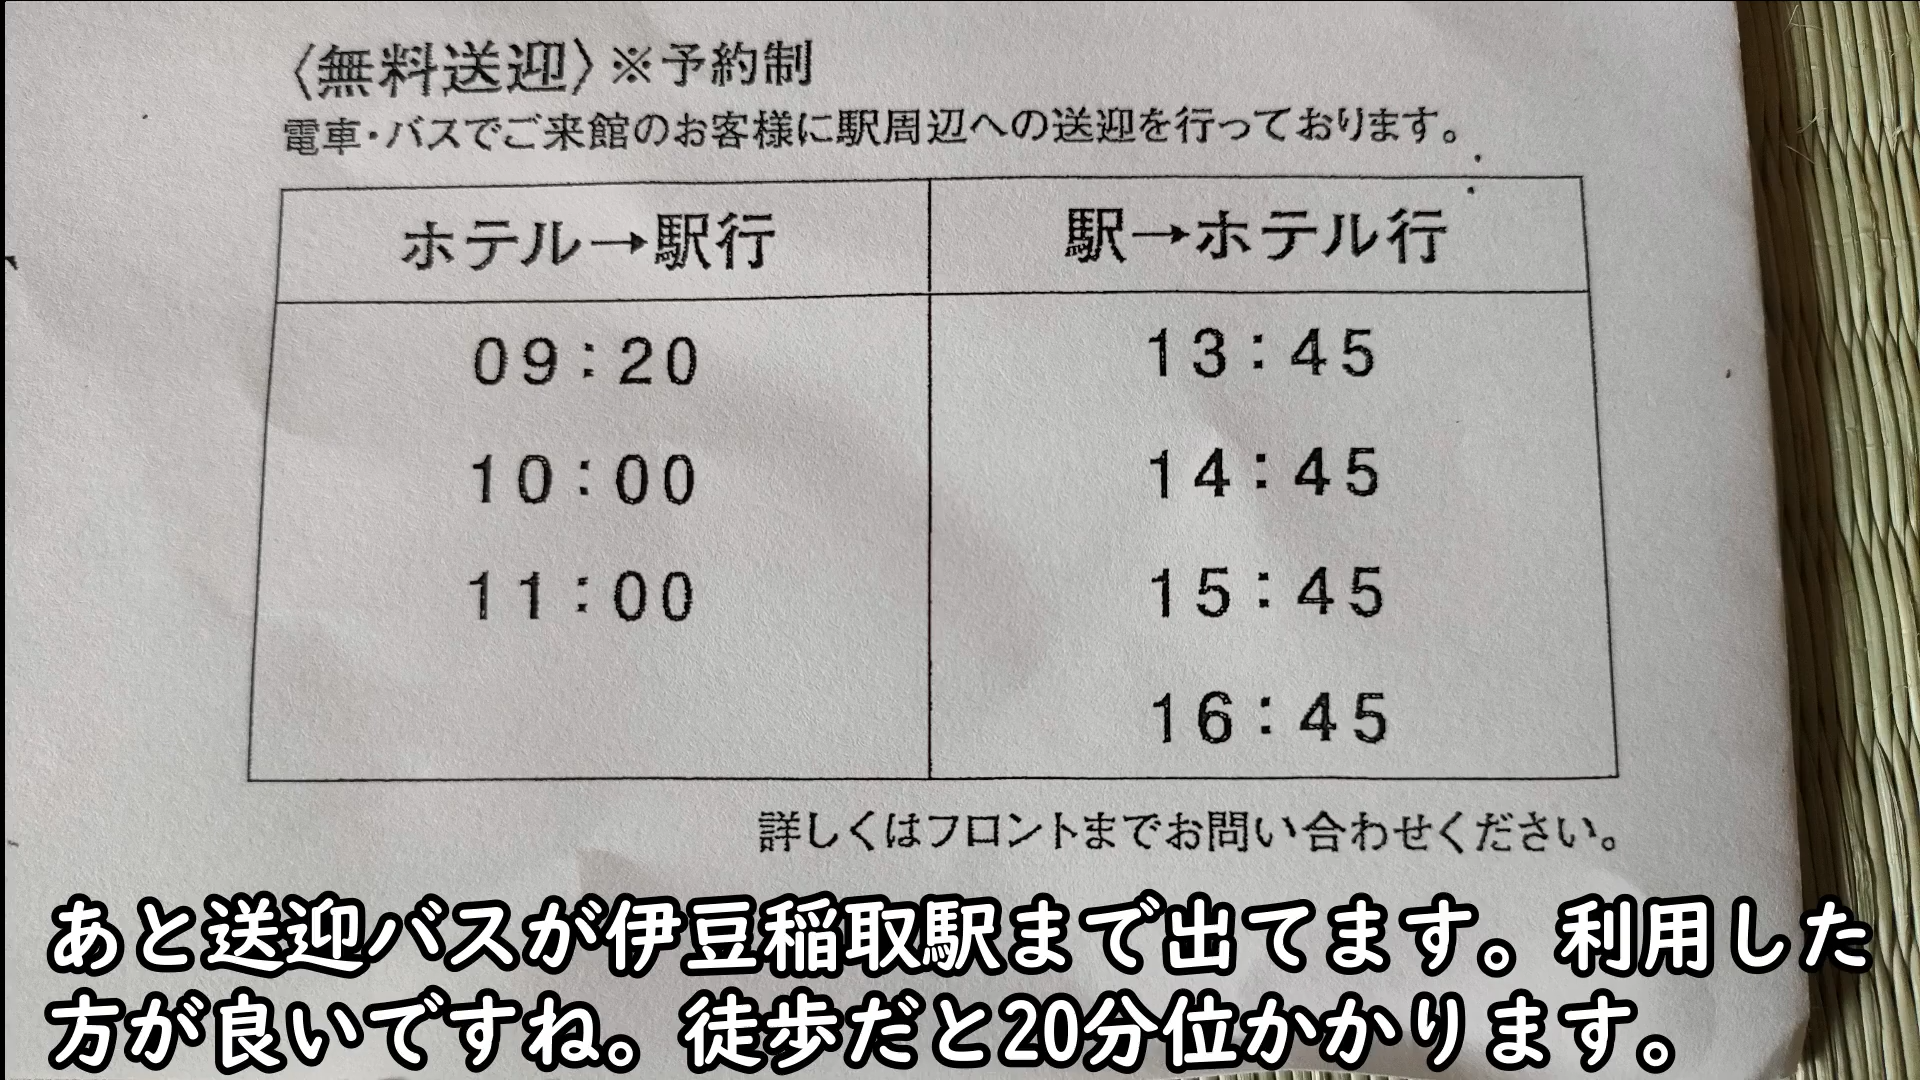 〈無料送迎〉※予約制
電車・バスでご来館のお客様に駅周辺への送迎を行っております。
ホテル→駅行 駅→ホテル行
09:20 13:45
10:00 14:45
11:00 15:45
16:45
詳しくはフロントまでお問い合わせください。
あと送迎バスが伊豆稲取駅まで出てます。利用した
方が良いですね。徒歩だと20分位かかります。